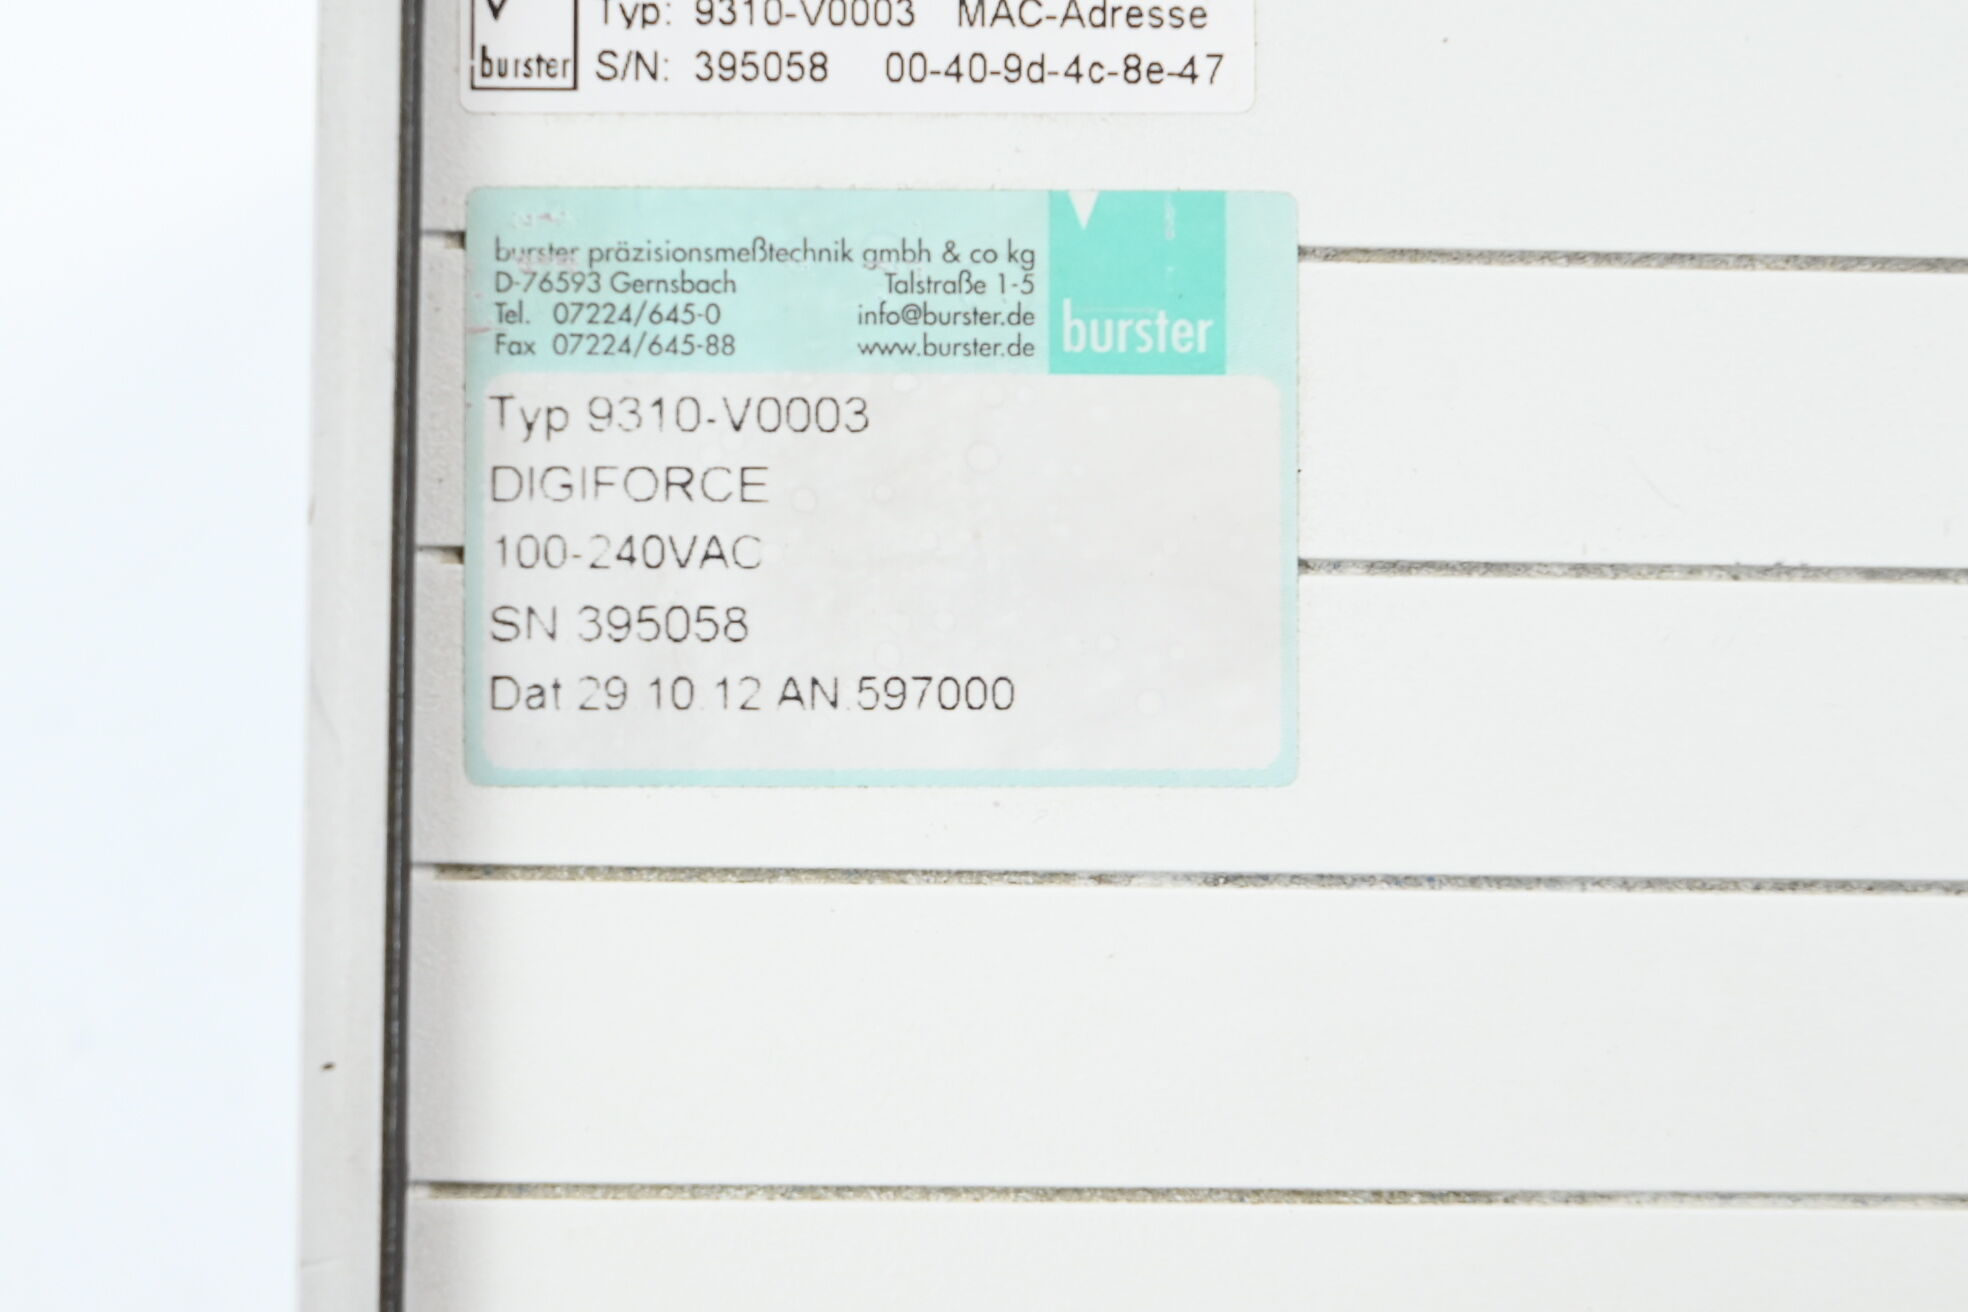 Typ: 9310-V0003 MAC-Adresse
burster S/N: 395058 00-40-9d-4c-8e-47
burster präzisionsmeßtechnik gmbh & co kg
D-76593 Gernsbach Talstraße 1-5
Tel. 07224/645-0 info@burster.de
Fax 07224/645-88 www.burster.de
burster
Typ 9310-V0003
DIGIFORCE
100-240VAC
SN 395058
Dat 29.10.12 AN.597000